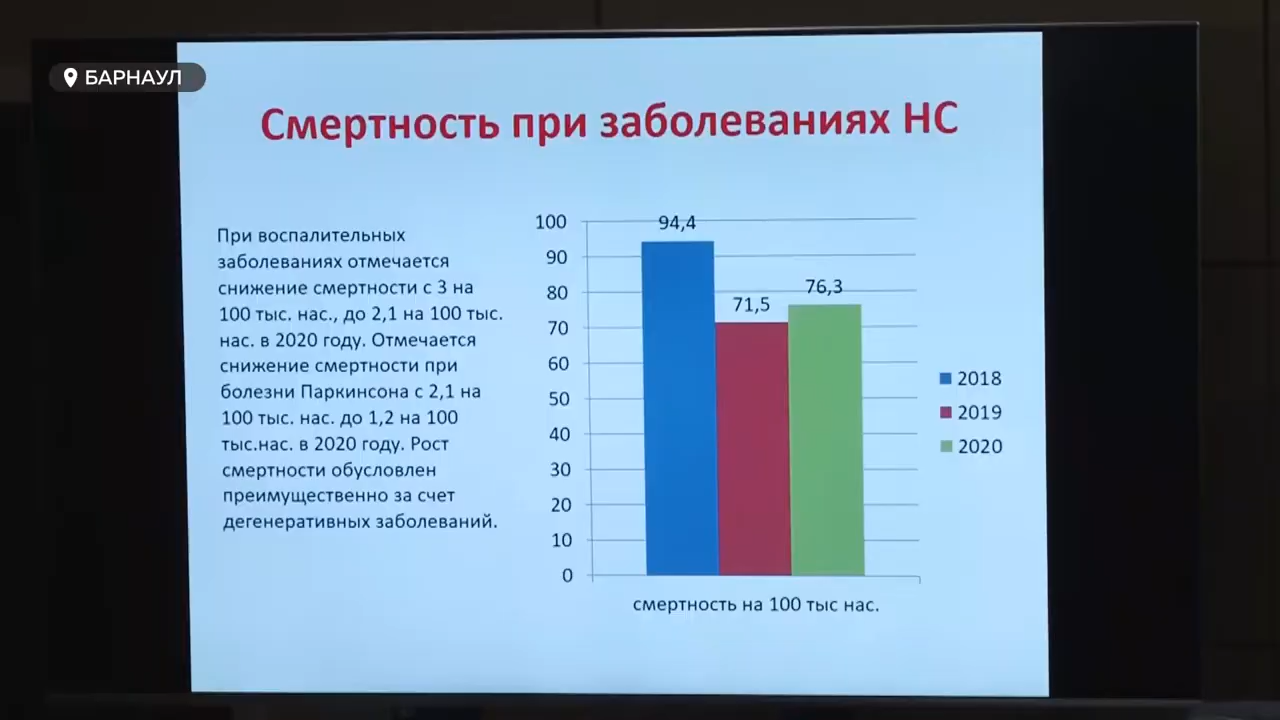 БАРНАУЛ
Смертность при заболеваниях НС
При воспалительных
заболеваниях отмечается
снижение смертности с 3 на
100 тыс. нас., до 2,1 на 100 тыс.
нас. в 2020 году. Отмечается
снижение смертности при
болезни Паркинсона с 2,1 на
100 тыс. нас. до 1,2 на 100
тыс.нас. в 2020 году. Рост
смертности обусловлен
преимущественно за счет
дегенеративных заболеваний.
100
90
80
70
60
50
40
30
20
10
0
94,4
71,5
76,3
смертность на 100 тыс нас.
2018
2019
2020